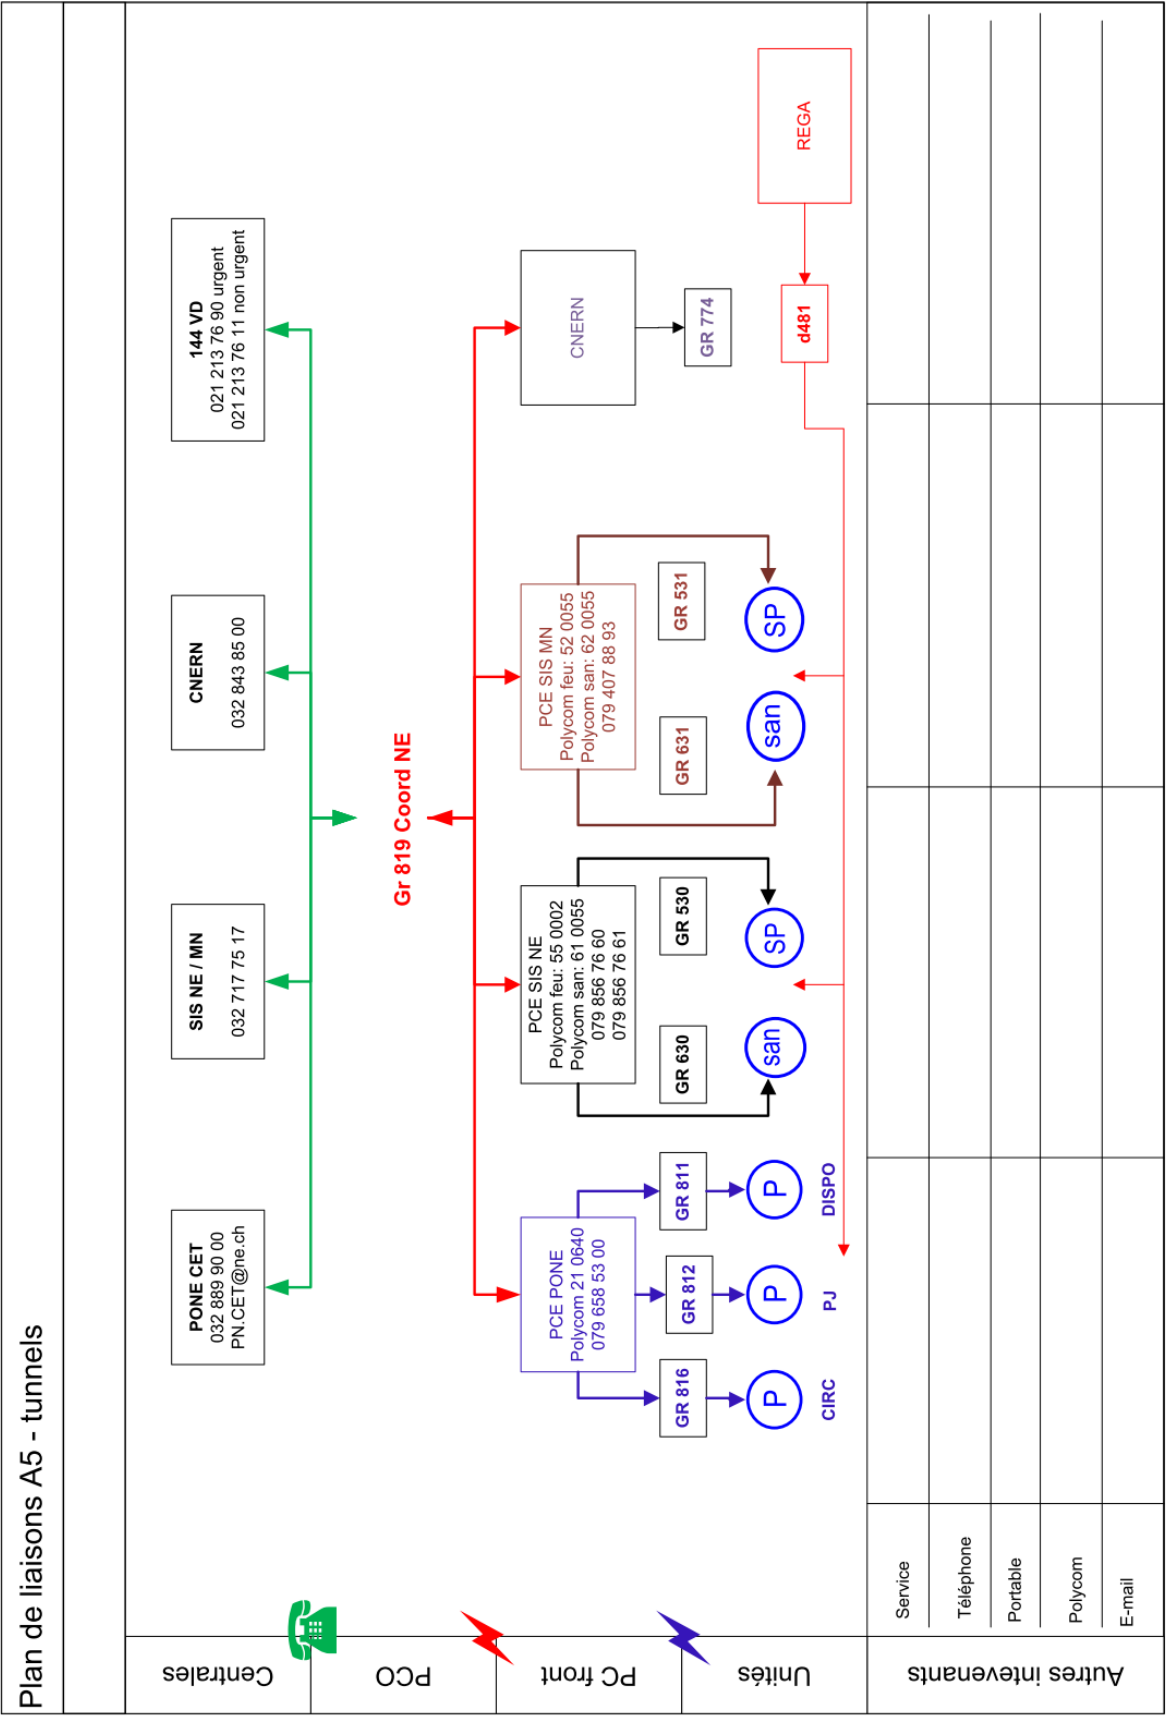 Plan de liaisons A5 - tunnels
Centrales
PONE CET
032 889 90 00
PN.CET@ne.ch
SIS NE / MN
032 717 75 17
CNERN
032 843 85 00
144 VD
021 213 76 90 urgent
021 213 76 11 non urgent
PCO
Gr 819 Coord NE
PC front
PCE PONE
Polycom 21 0640
079 658 53 00
PCE SIS NE
Polycom feu: 55 0002
Polycom san: 61 0055
079 856 76 60
079 856 76 61
PCE SIS MN
Polycom feu: 52 0055
Polycom san: 62 0055
079 407 88 93
CNERN
Unités
GR 816
GR 812
GR 811
GR 630
GR 530
GR 631
GR 531
GR 774
P
P
P
san
SP
san
SP
d481
REGA
CIRC
PJ
DISPO
Autres intevenants
Service
Téléphone
Portable
Polycom
E-mail